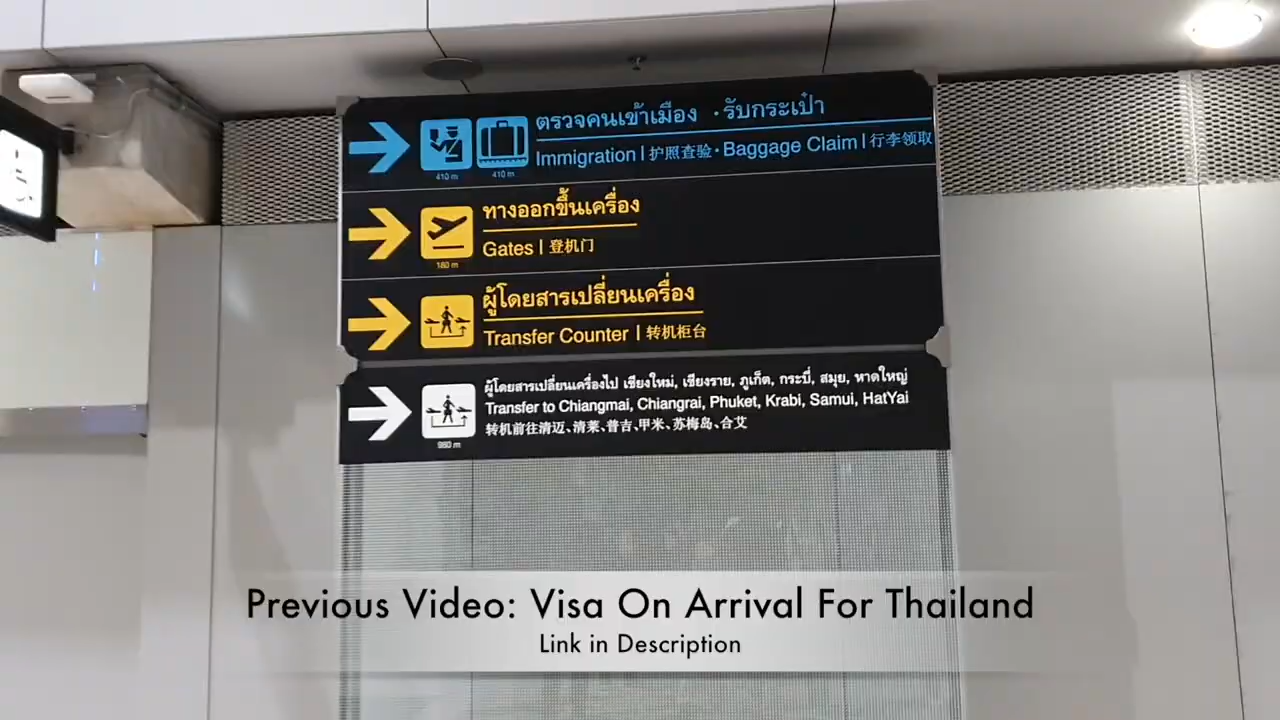 ตรวจคนเข้าเมือง · รับกระเป๋า
Immigration | 护照查验 · Baggage Claim | 行李领取
410 m 410 m
ทางออกขึ้นเครื่อง
Gates | 登机门
180 m
ผู้โดยสารเปลี่ยนเครื่อง
Transfer Counter | 转机柜台
ผู้โดยสารเปลี่ยนเครื่องไป เชียงใหม่, เชียงราย, ภูเก็ต, กระบี่, สมุย, หาดใหญ่
Transfer to Chiangmai, Chiangrai, Phuket, Krabi, Samui, HatYai
转机前往清迈、清莱、普吉、甲米、苏梅岛、合艾
980 m
Previous Video: Visa On Arrival For Thailand
Link in Description